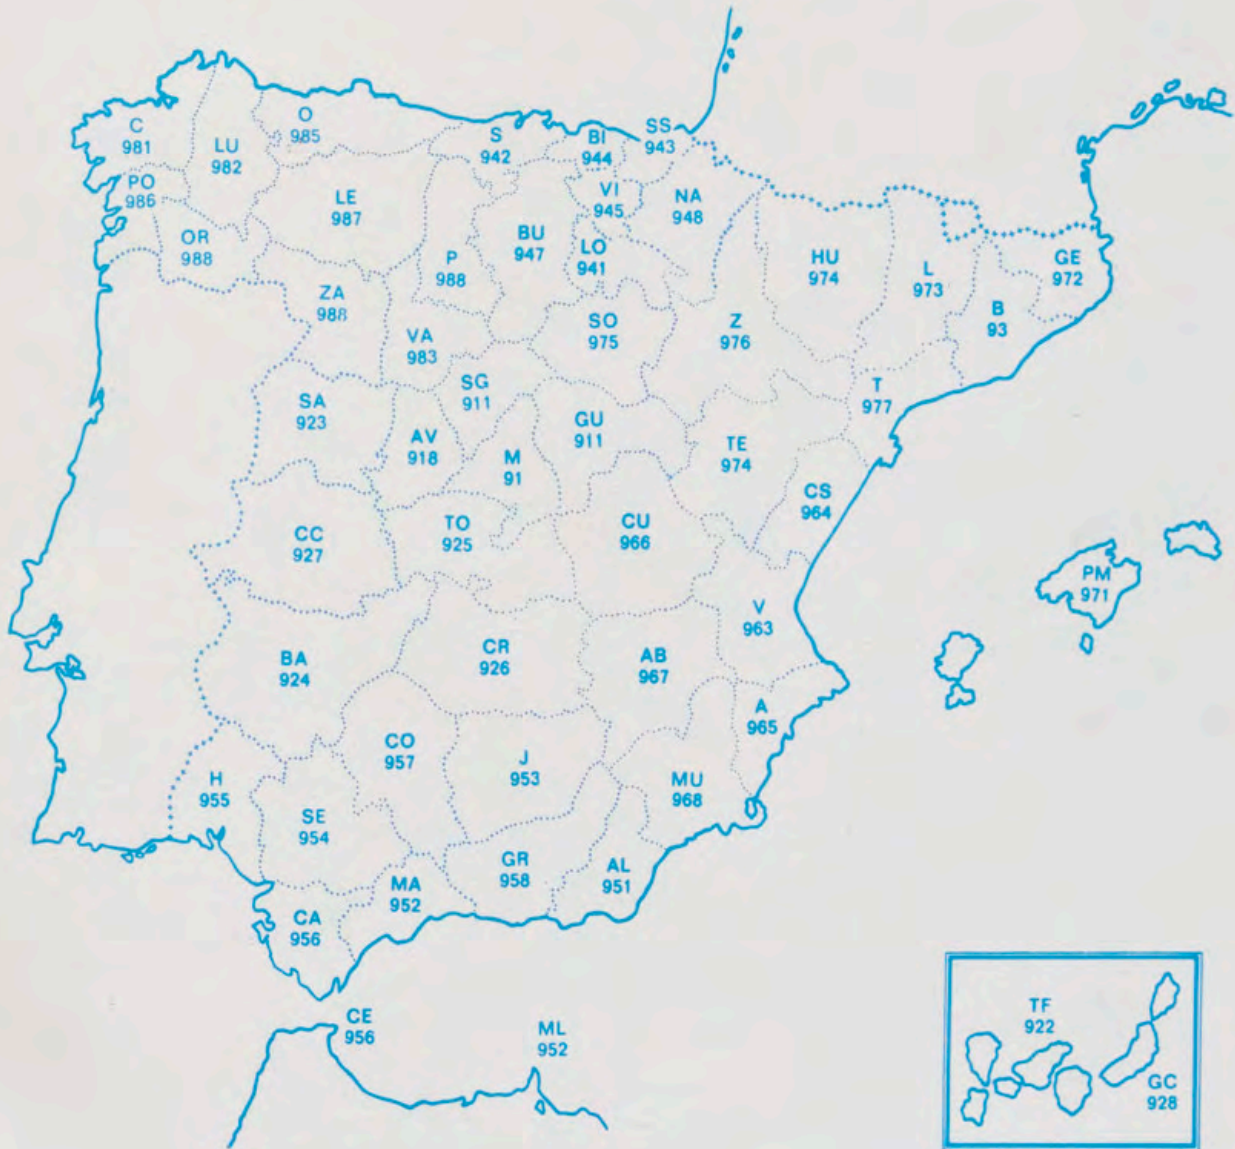 C
981
LU
982
O
985
S
942
BI
944
SS
943
PO
986
OR
988
LE
987
P
988
BU
947
VI
945
LO
941
NA
948
HU
974
L
973
GE
972
B
93
ZA
988
VA
983
SO
975
Z
976
T
977
SA
923
AV
918
SG
911
M
91
GU
911
TE
974
CS
964
CC
927
TO
925
CU
966
V
963
PM
971
BA
924
CR
926
AB
967
A
965
H
955
SE
954
CO
957
J
953
MU
968
CA
956
MA
952
GR
958
AL
951
CE
956
ML
952
TF
922
GC
928